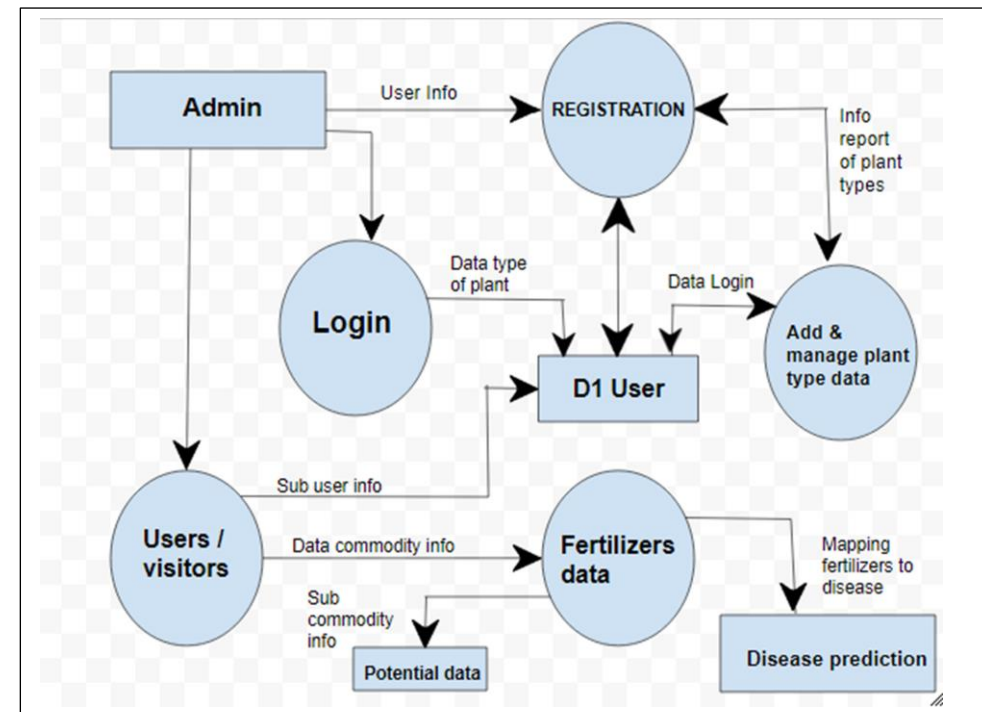 User Info
Admin
REGISTRATION
Info
report
of plant
types
Data type
of plant
Data Login
Login
Add &
manage plant
type data
D1 User
Sub user info
Users /
visitors
Data commodity info
Fertilizers
data
Mapping
fertilizers to
disease
Sub
commodity
info
Potential data
Disease prediction